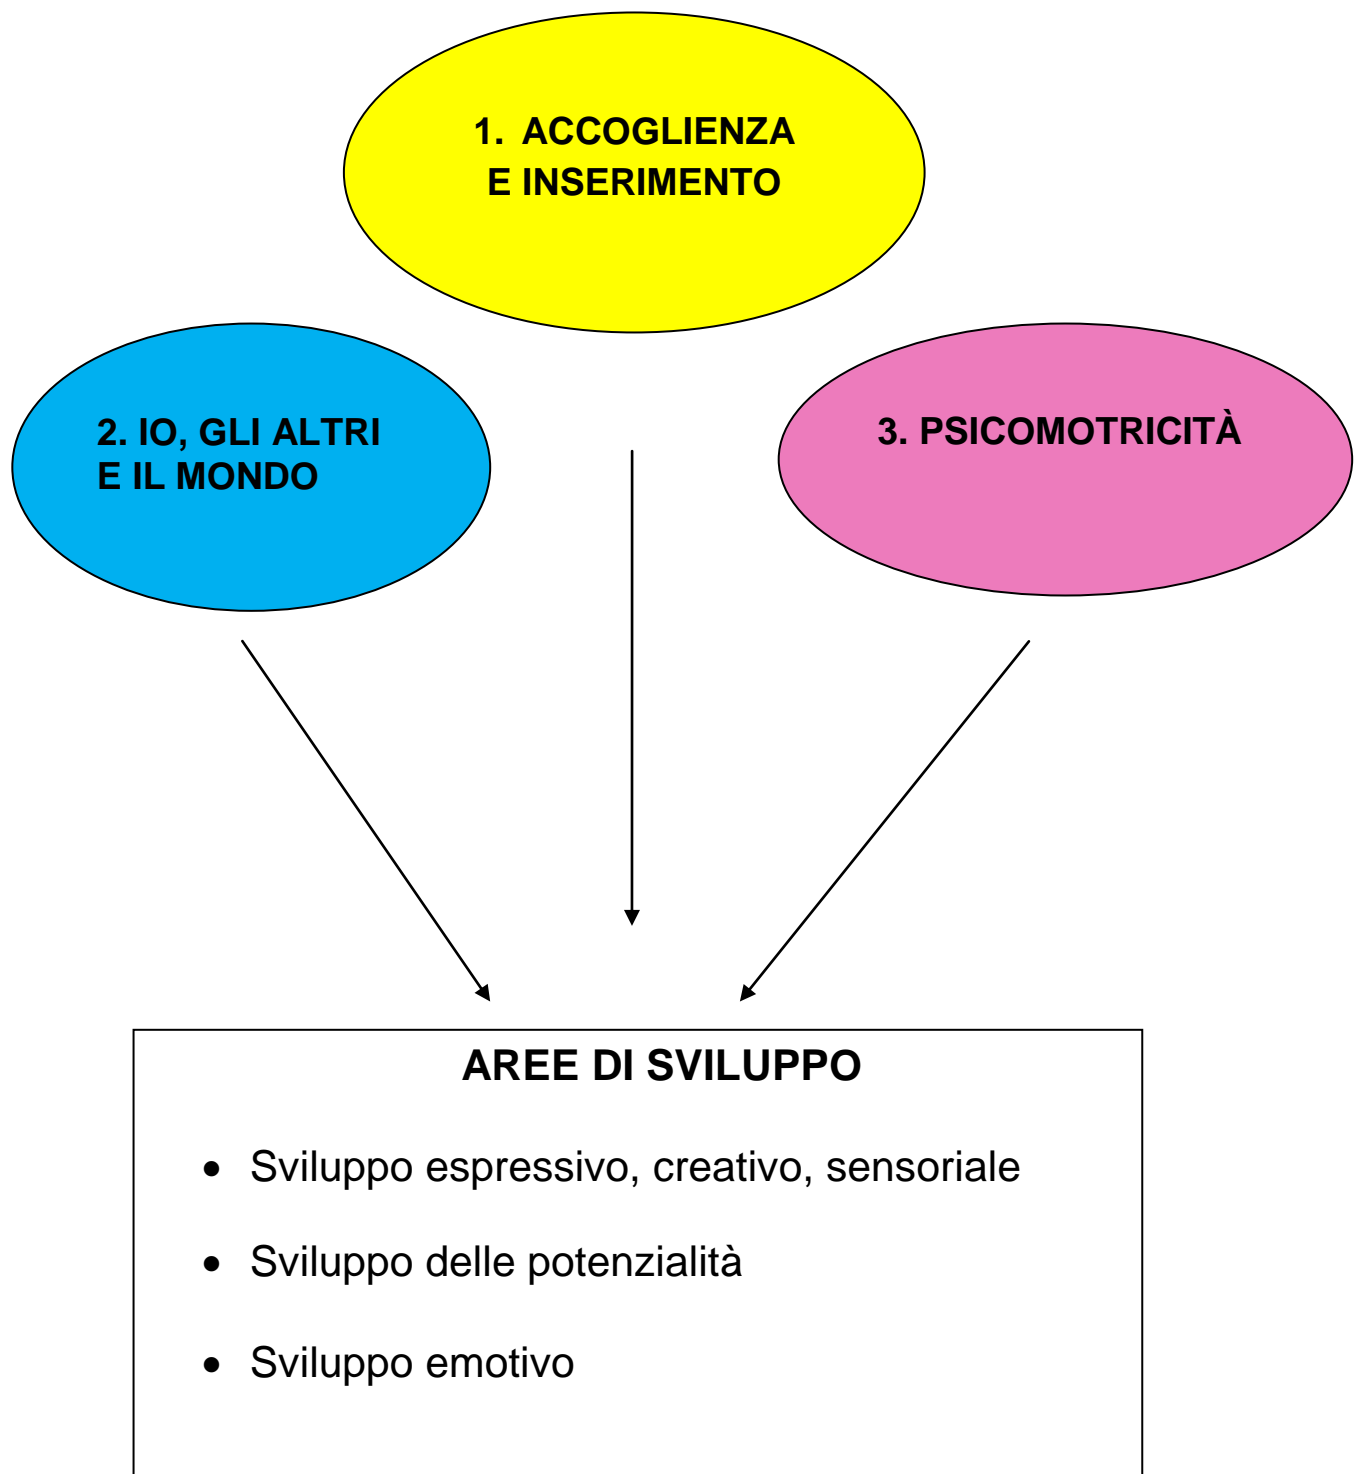 1. ACCOGLIENZA
E INSERIMENTO
2. IO, GLI ALTRI
E IL MONDO
3. PSICOMOTRICITÀ
AREE DI SVILUPPO
• Sviluppo espressivo, creativo, sensoriale
• Sviluppo delle potenzialità
• Sviluppo emotivo